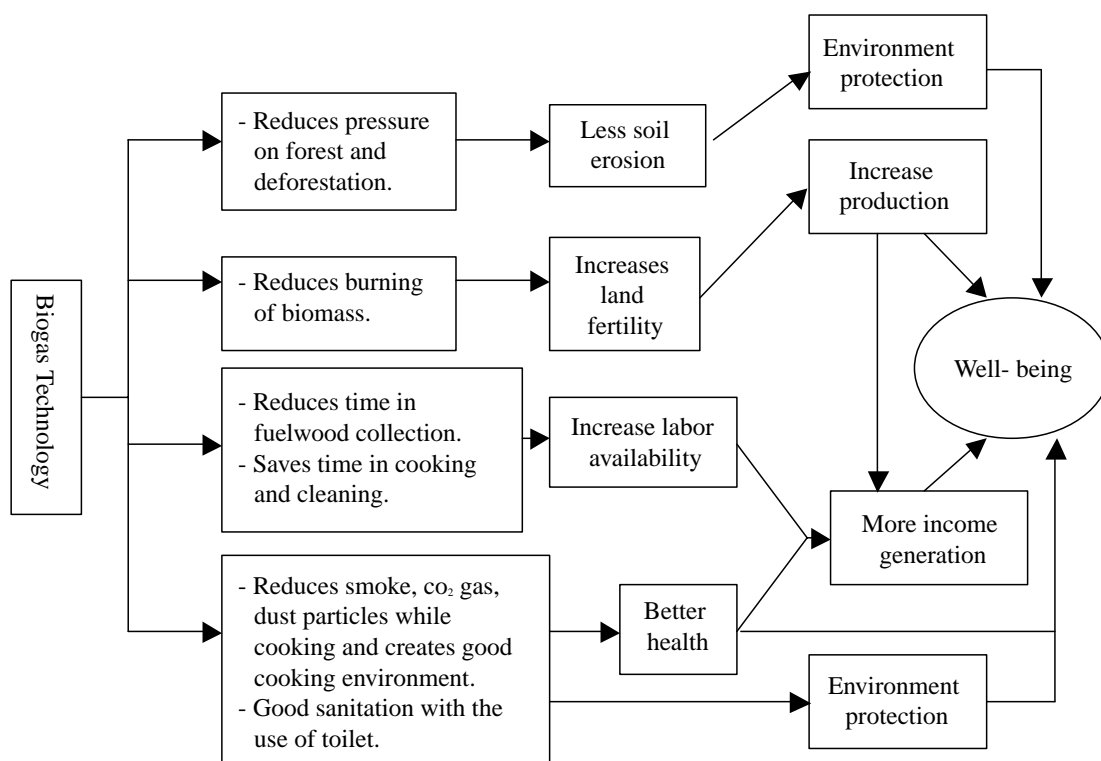 Biogas Technology
- Reduces pressure
on forest and
deforestation.
Less soil
erosion
Environment
protection
- Reduces burning
of biomass.
Increases
land
fertility
Increase
production
- Reduces time in
fuelwood collection.
- Saves time in cooking
and cleaning.
Increase labor
availability
Well- being
More income
generation
- Reduces smoke, co₂ gas,
dust particles while
cooking and creates good
cooking environment.
- Good sanitation with the
use of toilet.
Better
health
Environment
protection